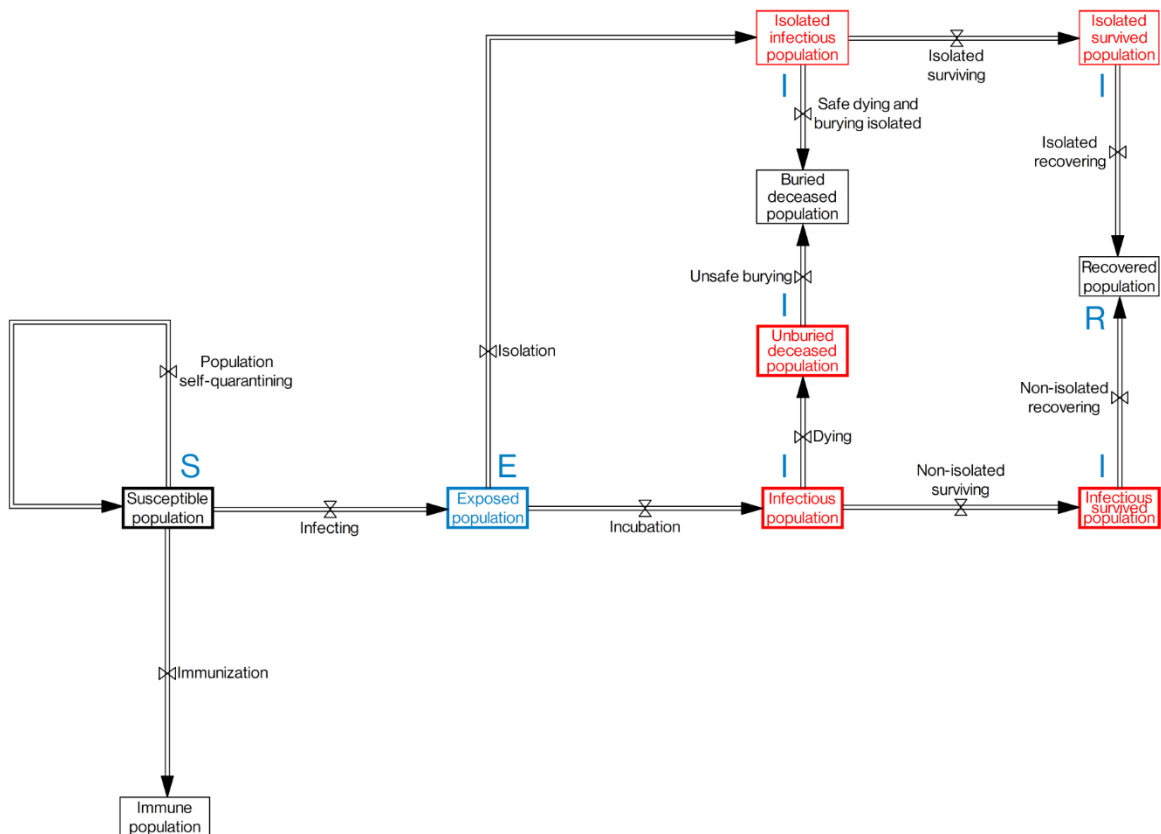 Isolated
infectious
population
Isolated
survived
population
Isolated
surviving
I
I
Safe dying and
burying isolated
Isolated
recovering
Buried
deceased
population
Unsafe burying
Recovered
population
I
R
Unburied
deceased
population
Population
self-quarantining
Isolation
Non-isolated
recovering
Dying
S
E
I
Non-isolated
surviving
I
Susceptible
population
Infecting
Exposed
population
Incubation
Infectious
population
Infectious
survived
population
Immunization
Immune
population